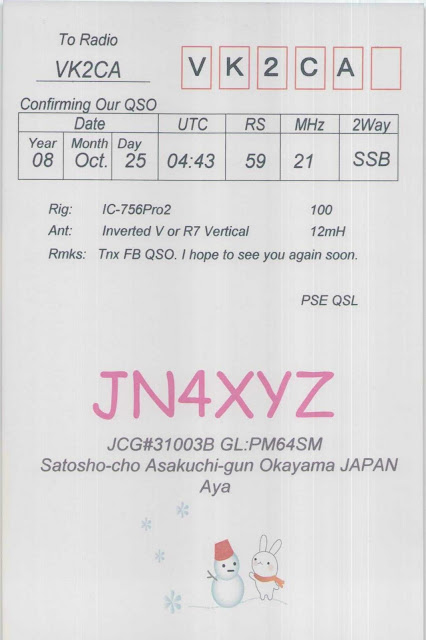 To Radio
VK2CA
V K 2 C A
Confirming Our QSO
Date UTC RS MHz 2Way
Year Month Day
08 Oct. 25 04:43 59 21 SSB
Rig: IC-756Pro2 100
Ant: Inverted V or R7 Vertical 12mH
Rmks: Tnx FB QSO. I hope to see you again soon.
PSE QSL
JN4XYZ
JCG#31003B GL:PM64SM
Satosho-cho Asakuchi-gun Okayama JAPAN
Aya